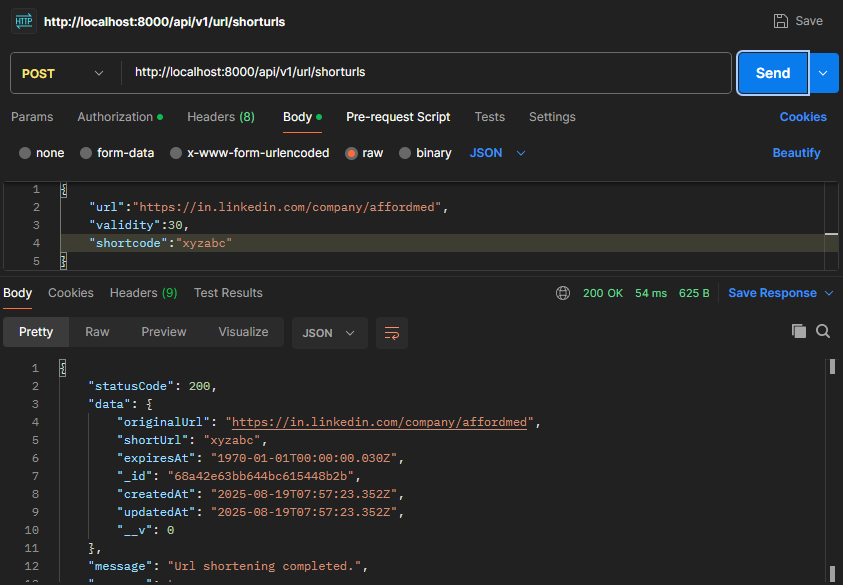 HTTP http://localhost:8000/api/v1/url/shorturls Save
POST http://localhost:8000/api/v1/url/shorturls Send
Params Authorization Headers (8) Body Pre-request Script Tests Settings Cookies
none form-data x-www-form-urlencoded raw binary JSON Beautify
1 {
2 "url":"https://in.linkedin.com/company/affordmed",
3 "validity":30,
4 "shortcode":"xyzabc"
5 }
Body Cookies Headers (9) Test Results 200 OK 54 ms 625 B Save Response
Pretty Raw Preview Visualize JSON
1 {
2 "statusCode": 200,
3 "data": {
4 "originalUrl": "https://in.linkedin.com/company/affordmed",
5 "shortUrl": "xyzabc",
6 "expiresAt": "1970-01-01T00:00:00.030Z",
7 "_id": "68a42e63bb644bc615448b2b",
8 "createdAt": "2025-08-19T07:57:23.352Z",
9 "updatedAt": "2025-08-19T07:57:23.352Z",
10 "__v": 0
11 },
12 "message": "Url shortening completed.",